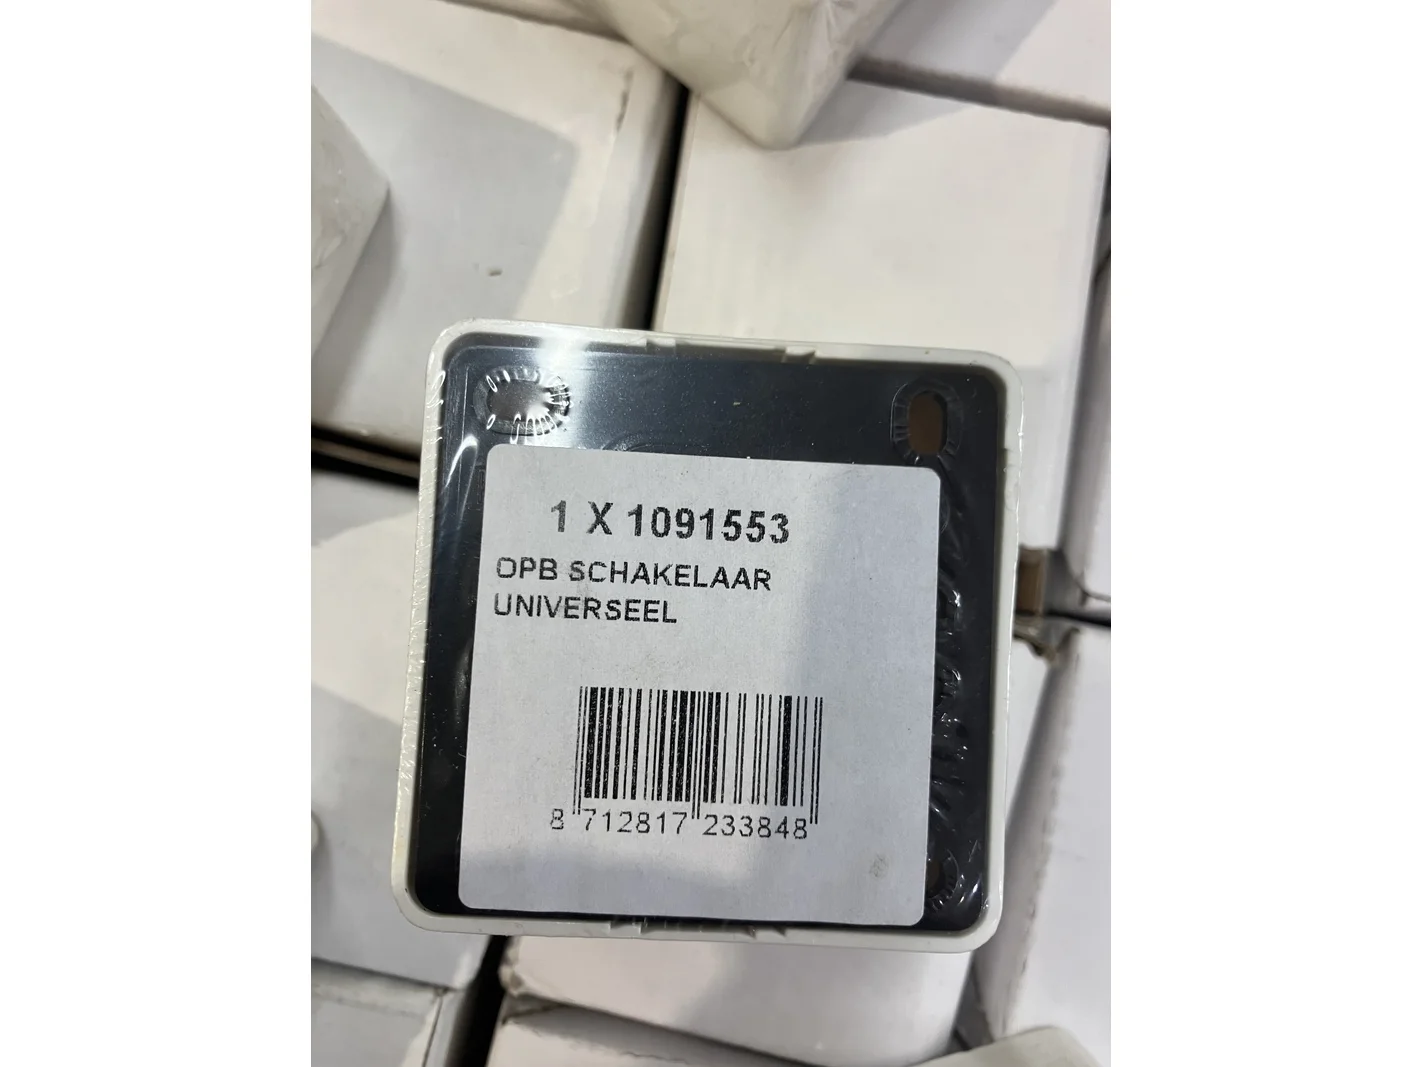 1 X 1091553
OPB SCHAKELAAR
UNIVERSEEL
8 712817 233848